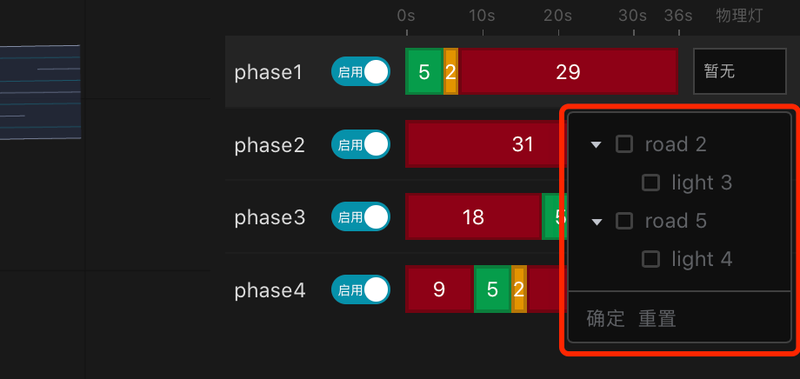 0s 10s 20s 30s 36s 物理灯
phase1 启用 5 2 29 暂无
phase2 启用 31
phase3 启用 18 5
phase4 启用 9 5 2
road 2
light 3
road 5
light 4
确定 重置